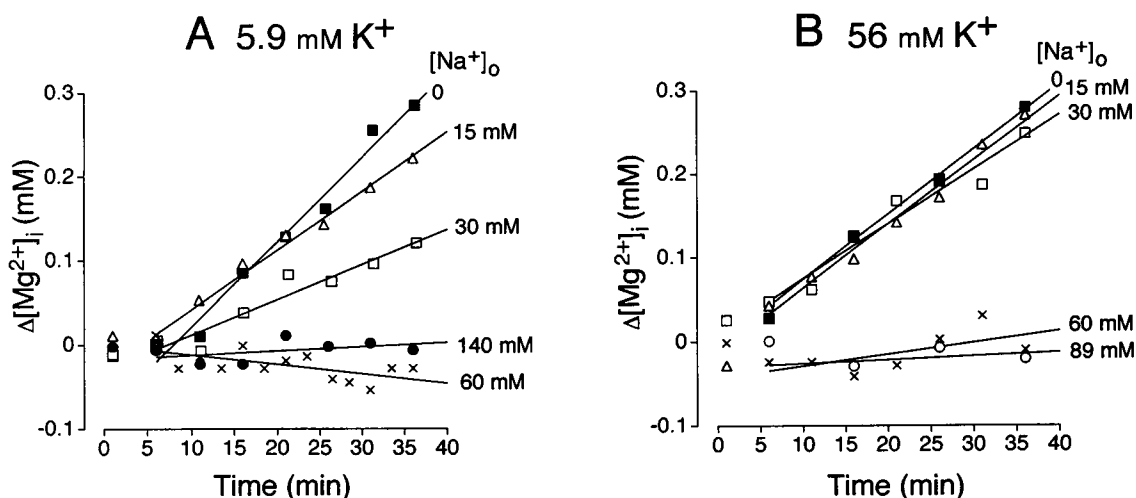 A 5.9 mM K⁺
[Na⁺]ₒ
0
15 mM
30 mM
140 mM
60 mM
Δ[Mg²⁺]ᵢ (mM)
0.3
0.2
0.1
0
-0.1
0 5 10 15 20 25 30 35 40
Time (min)
B 56 mM K⁺
[Na⁺]ₒ
0
15 mM
30 mM
60 mM
89 mM
Δ[Mg²⁺]ᵢ (mM)
0.3
0.2
0.1
0
-0.1
0 5 10 15 20 25 30 35 40
Time (min)